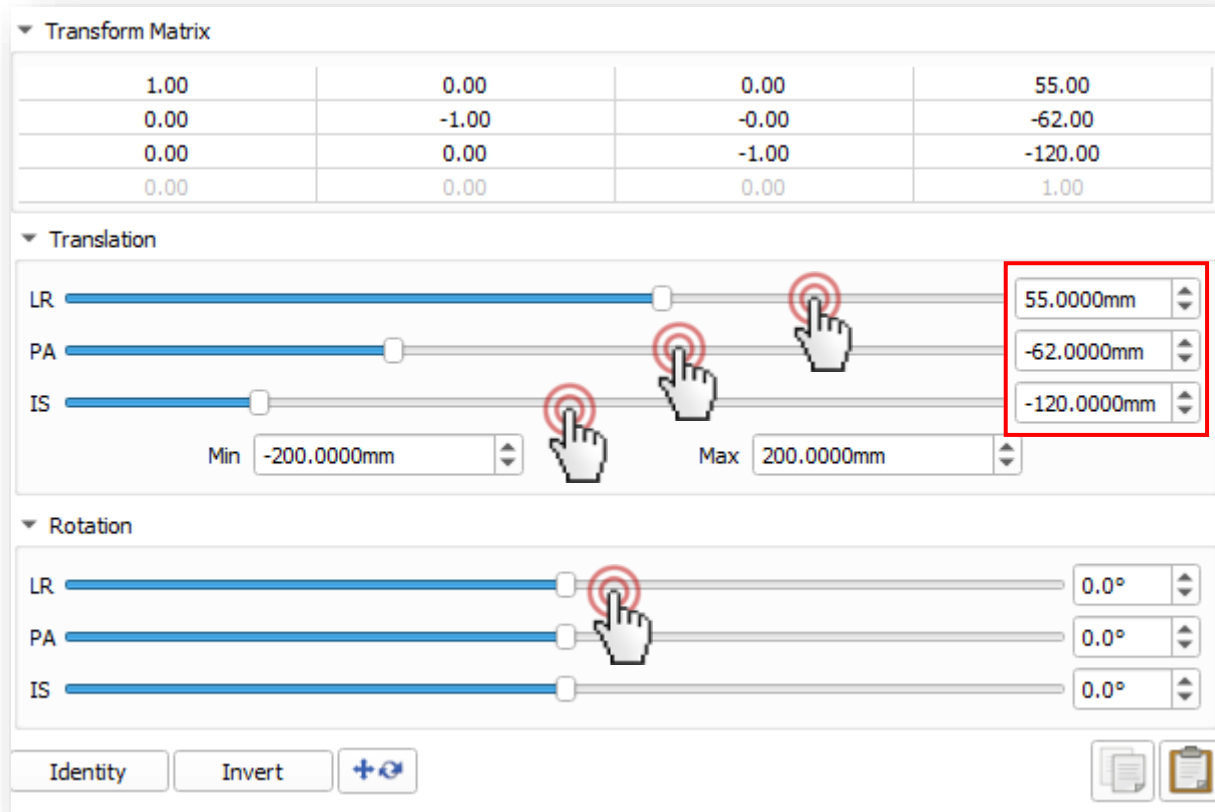 Transform Matrix
1.00 0.00 0.00 55.00
0.00 -1.00 -0.00 -62.00
0.00 0.00 -1.00 -120.00
0.00 0.00 0.00 1.00
Translation
LR 55.0000mm
PA -62.0000mm
IS -120.0000mm
Min -200.0000mm Max 200.0000mm
Rotation
LR 0.0°
PA 0.0°
IS 0.0°
Identity Invert